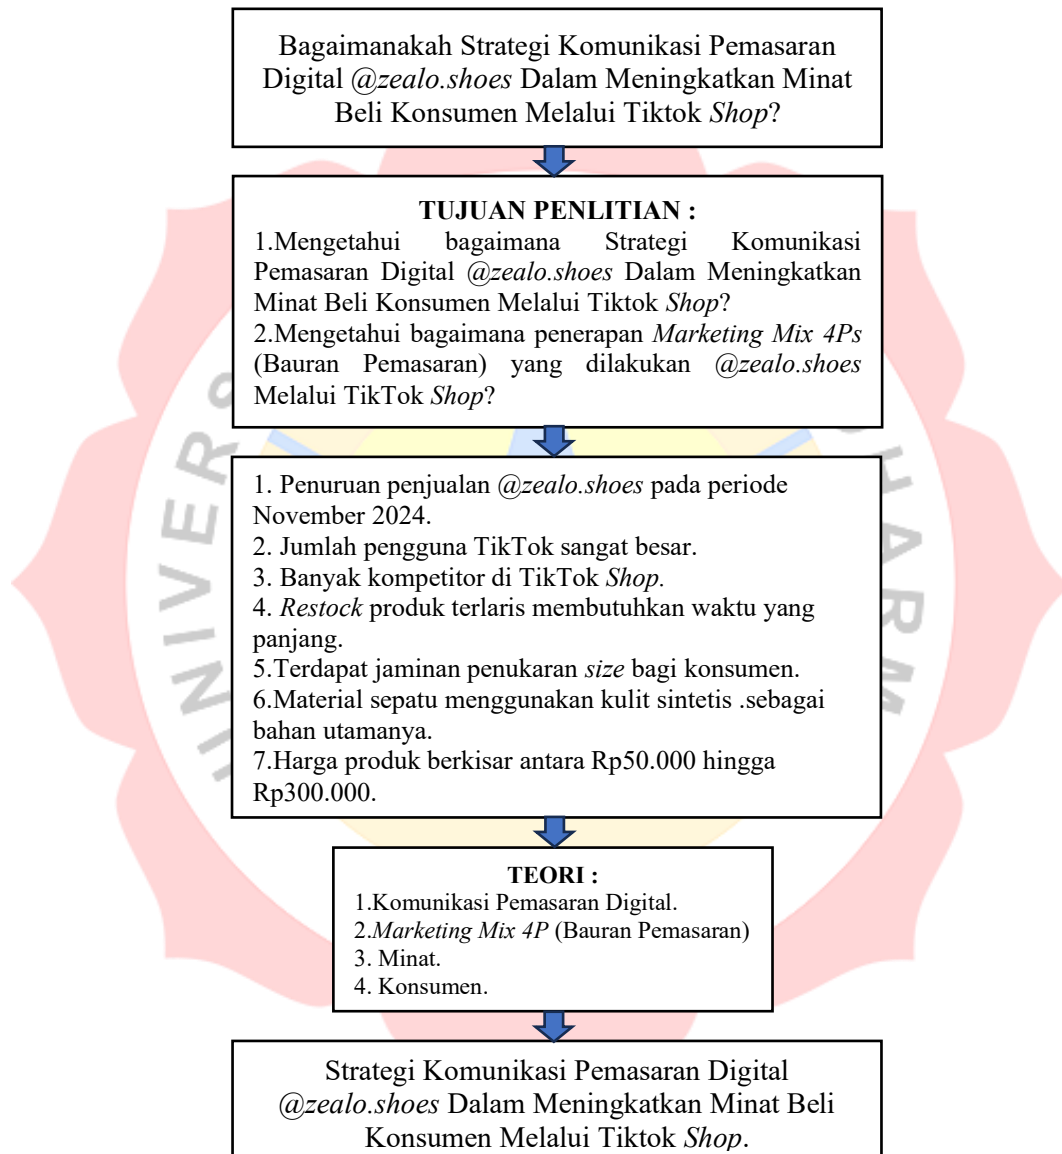 Bagaimanakah Strategi Komunikasi Pemasaran
Digital @zealo.shoes Dalam Meningkatkan Minat
Beli Konsumen Melalui Tiktok Shop?
TUJUAN PENLITIAN :
1.Mengetahui bagaimana Strategi Komunikasi
Pemasaran Digital @zealo.shoes Dalam Meningkatkan
Minat Beli Konsumen Melalui Tiktok Shop?
2.Mengetahui bagaimana penerapan Marketing Mix 4Ps
(Bauran Pemasaran) yang dilakukan @zealo.shoes
Melalui TikTok Shop?
1. Penuruan penjualan @zealo.shoes pada periode
November 2024.
2. Jumlah pengguna TikTok sangat besar.
3. Banyak kompetitor di TikTok Shop.
4. Restock produk terlaris membutuhkan waktu yang
panjang.
5.Terdapat jaminan penukaran size bagi konsumen.
6.Material sepatu menggunakan kulit sintetis .sebagai
bahan utamanya.
7.Harga produk berkisar antara Rp50.000 hingga
Rp300.000.
TEORI :
1.Komunikasi Pemasaran Digital.
2.Marketing Mix 4P (Bauran Pemasaran)
3. Minat.
4. Konsumen.
Strategi Komunikasi Pemasaran Digital
@zealo.shoes Dalam Meningkatkan Minat Beli
Konsumen Melalui Tiktok Shop.